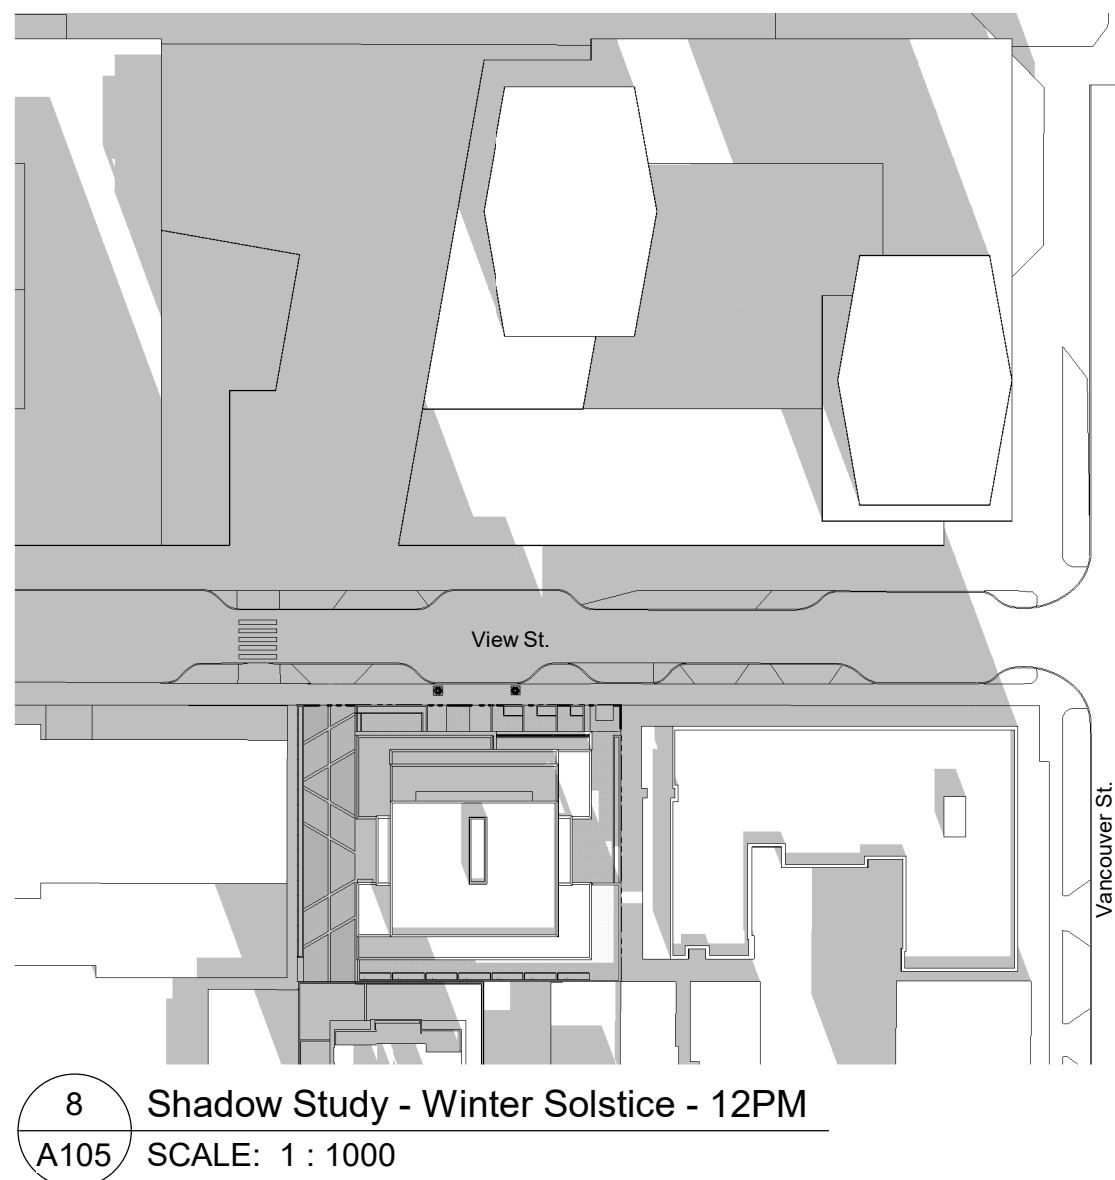 View St.
Vancouver St.
8
Shadow Study - Winter Solstice - 12PM
A105
SCALE: 1 : 1000